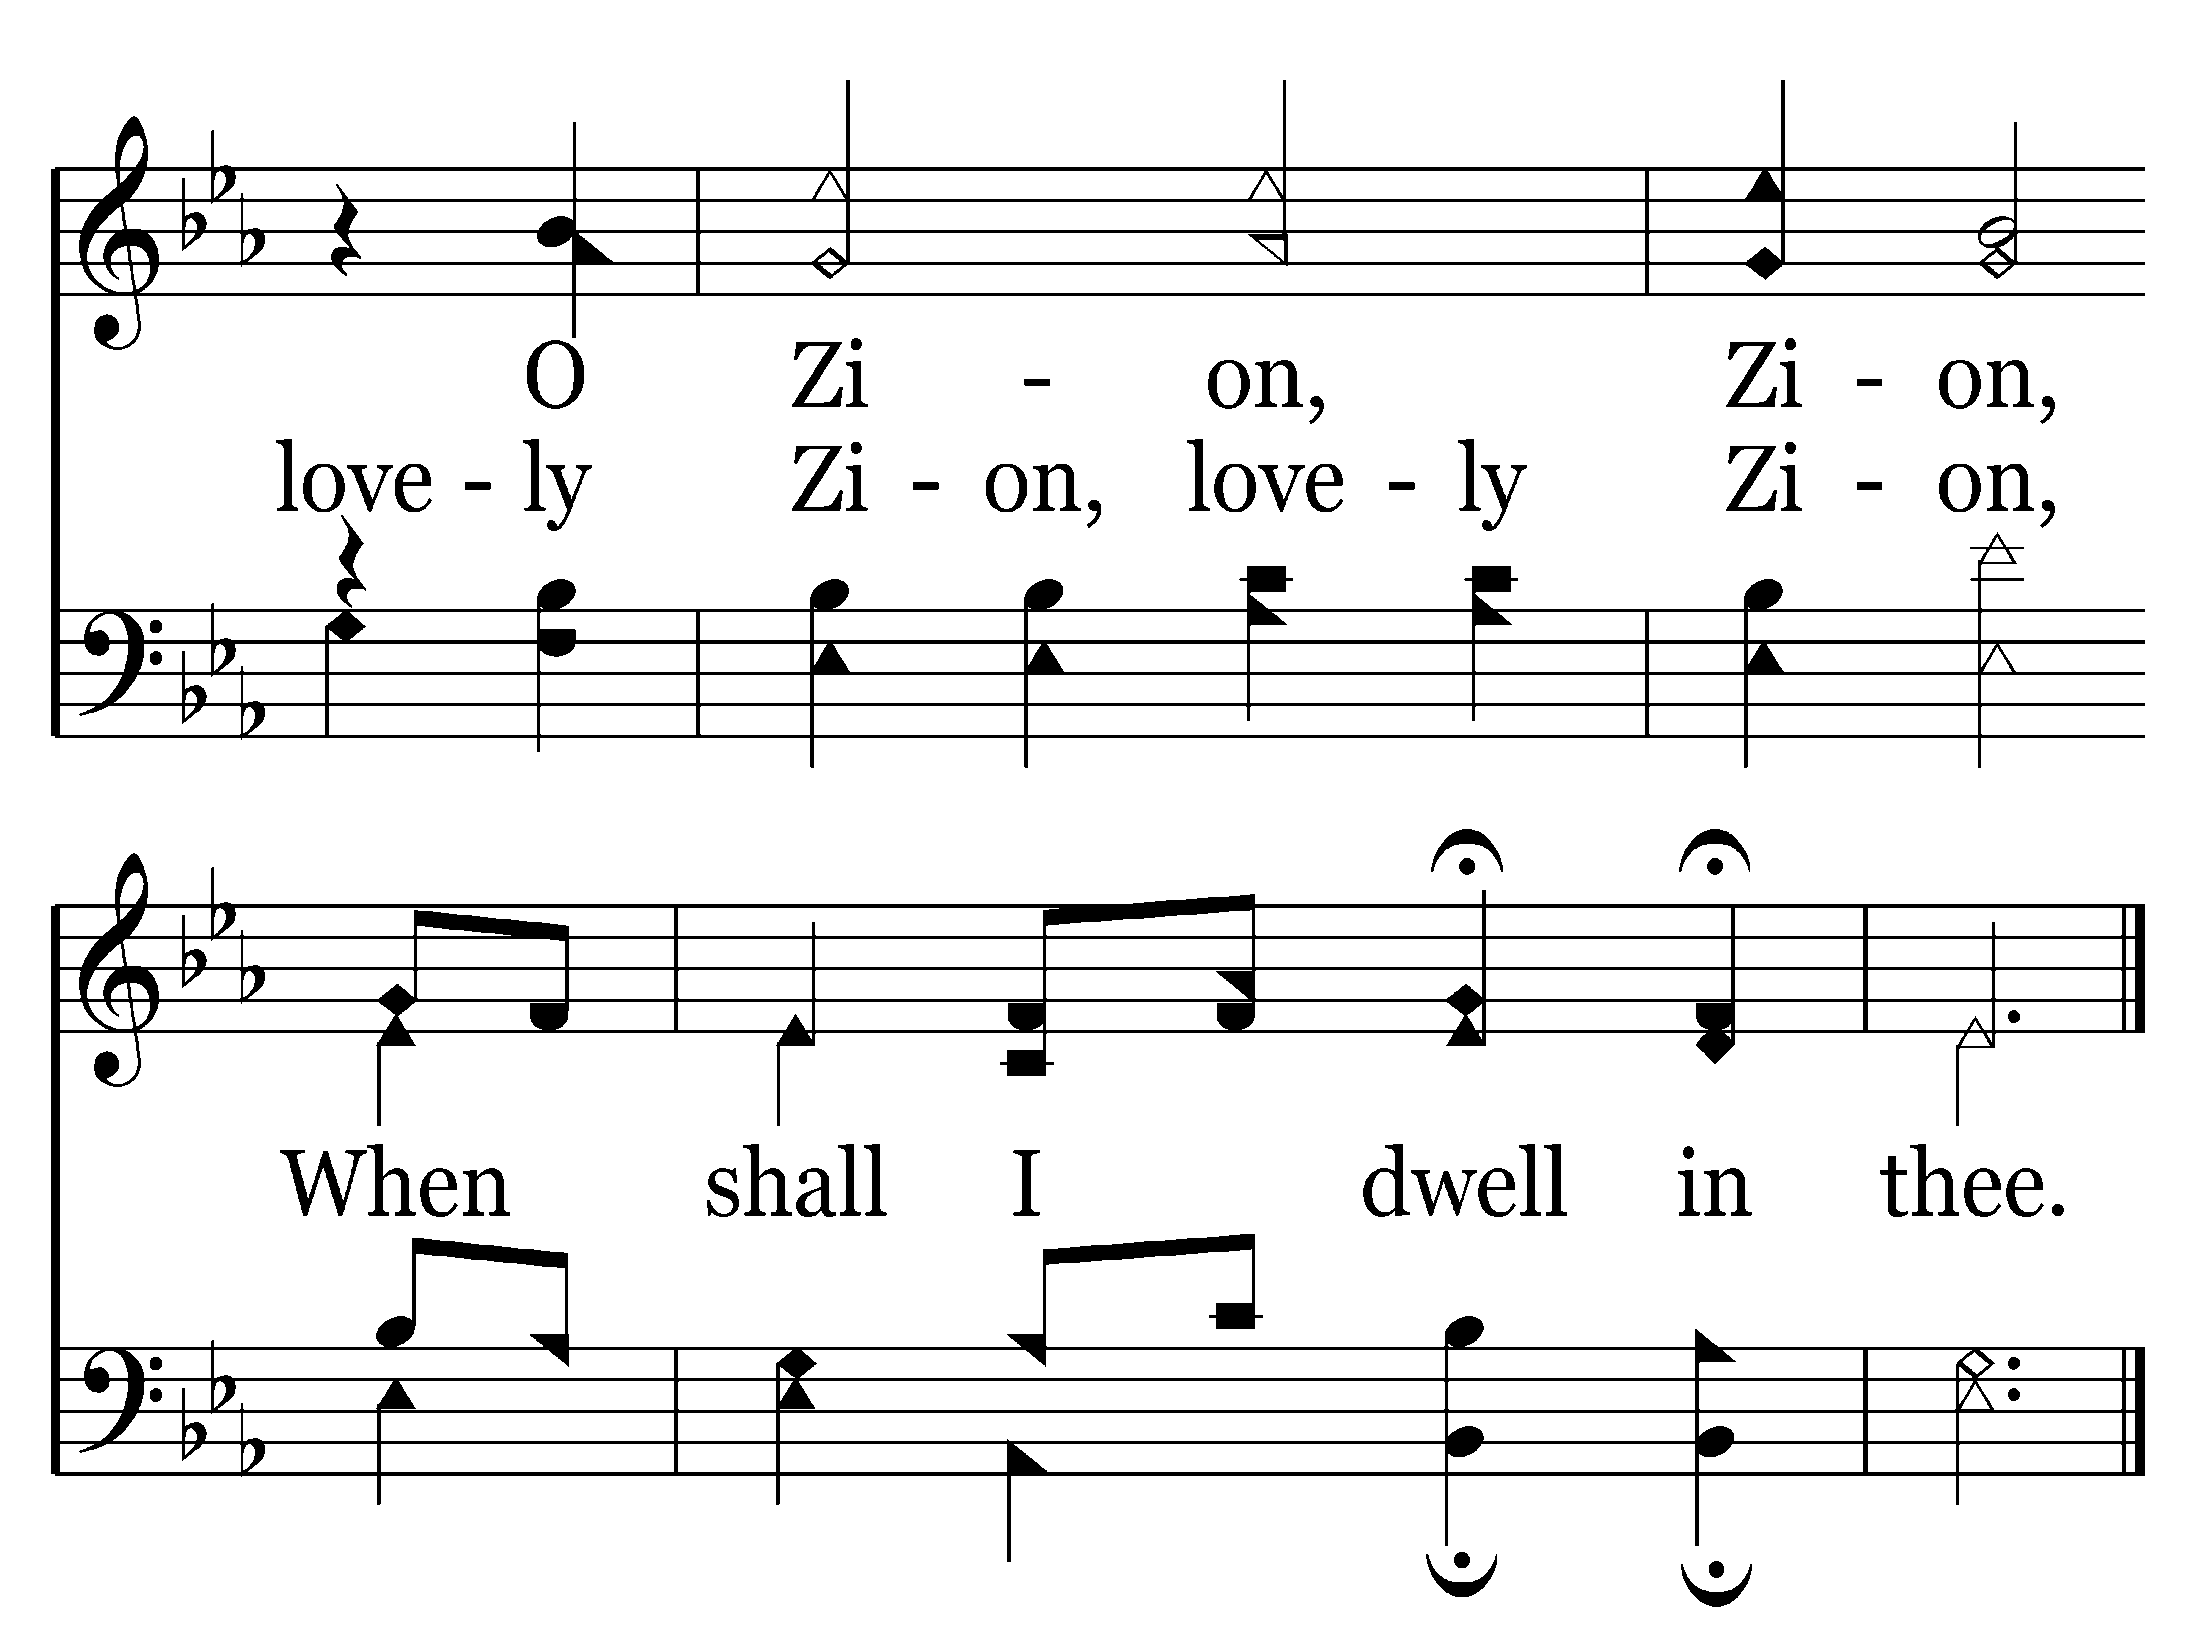 O Zi - on, Zi - on,
love - ly Zi - on, love - ly Zi - on,
When shall I dwell in thee.